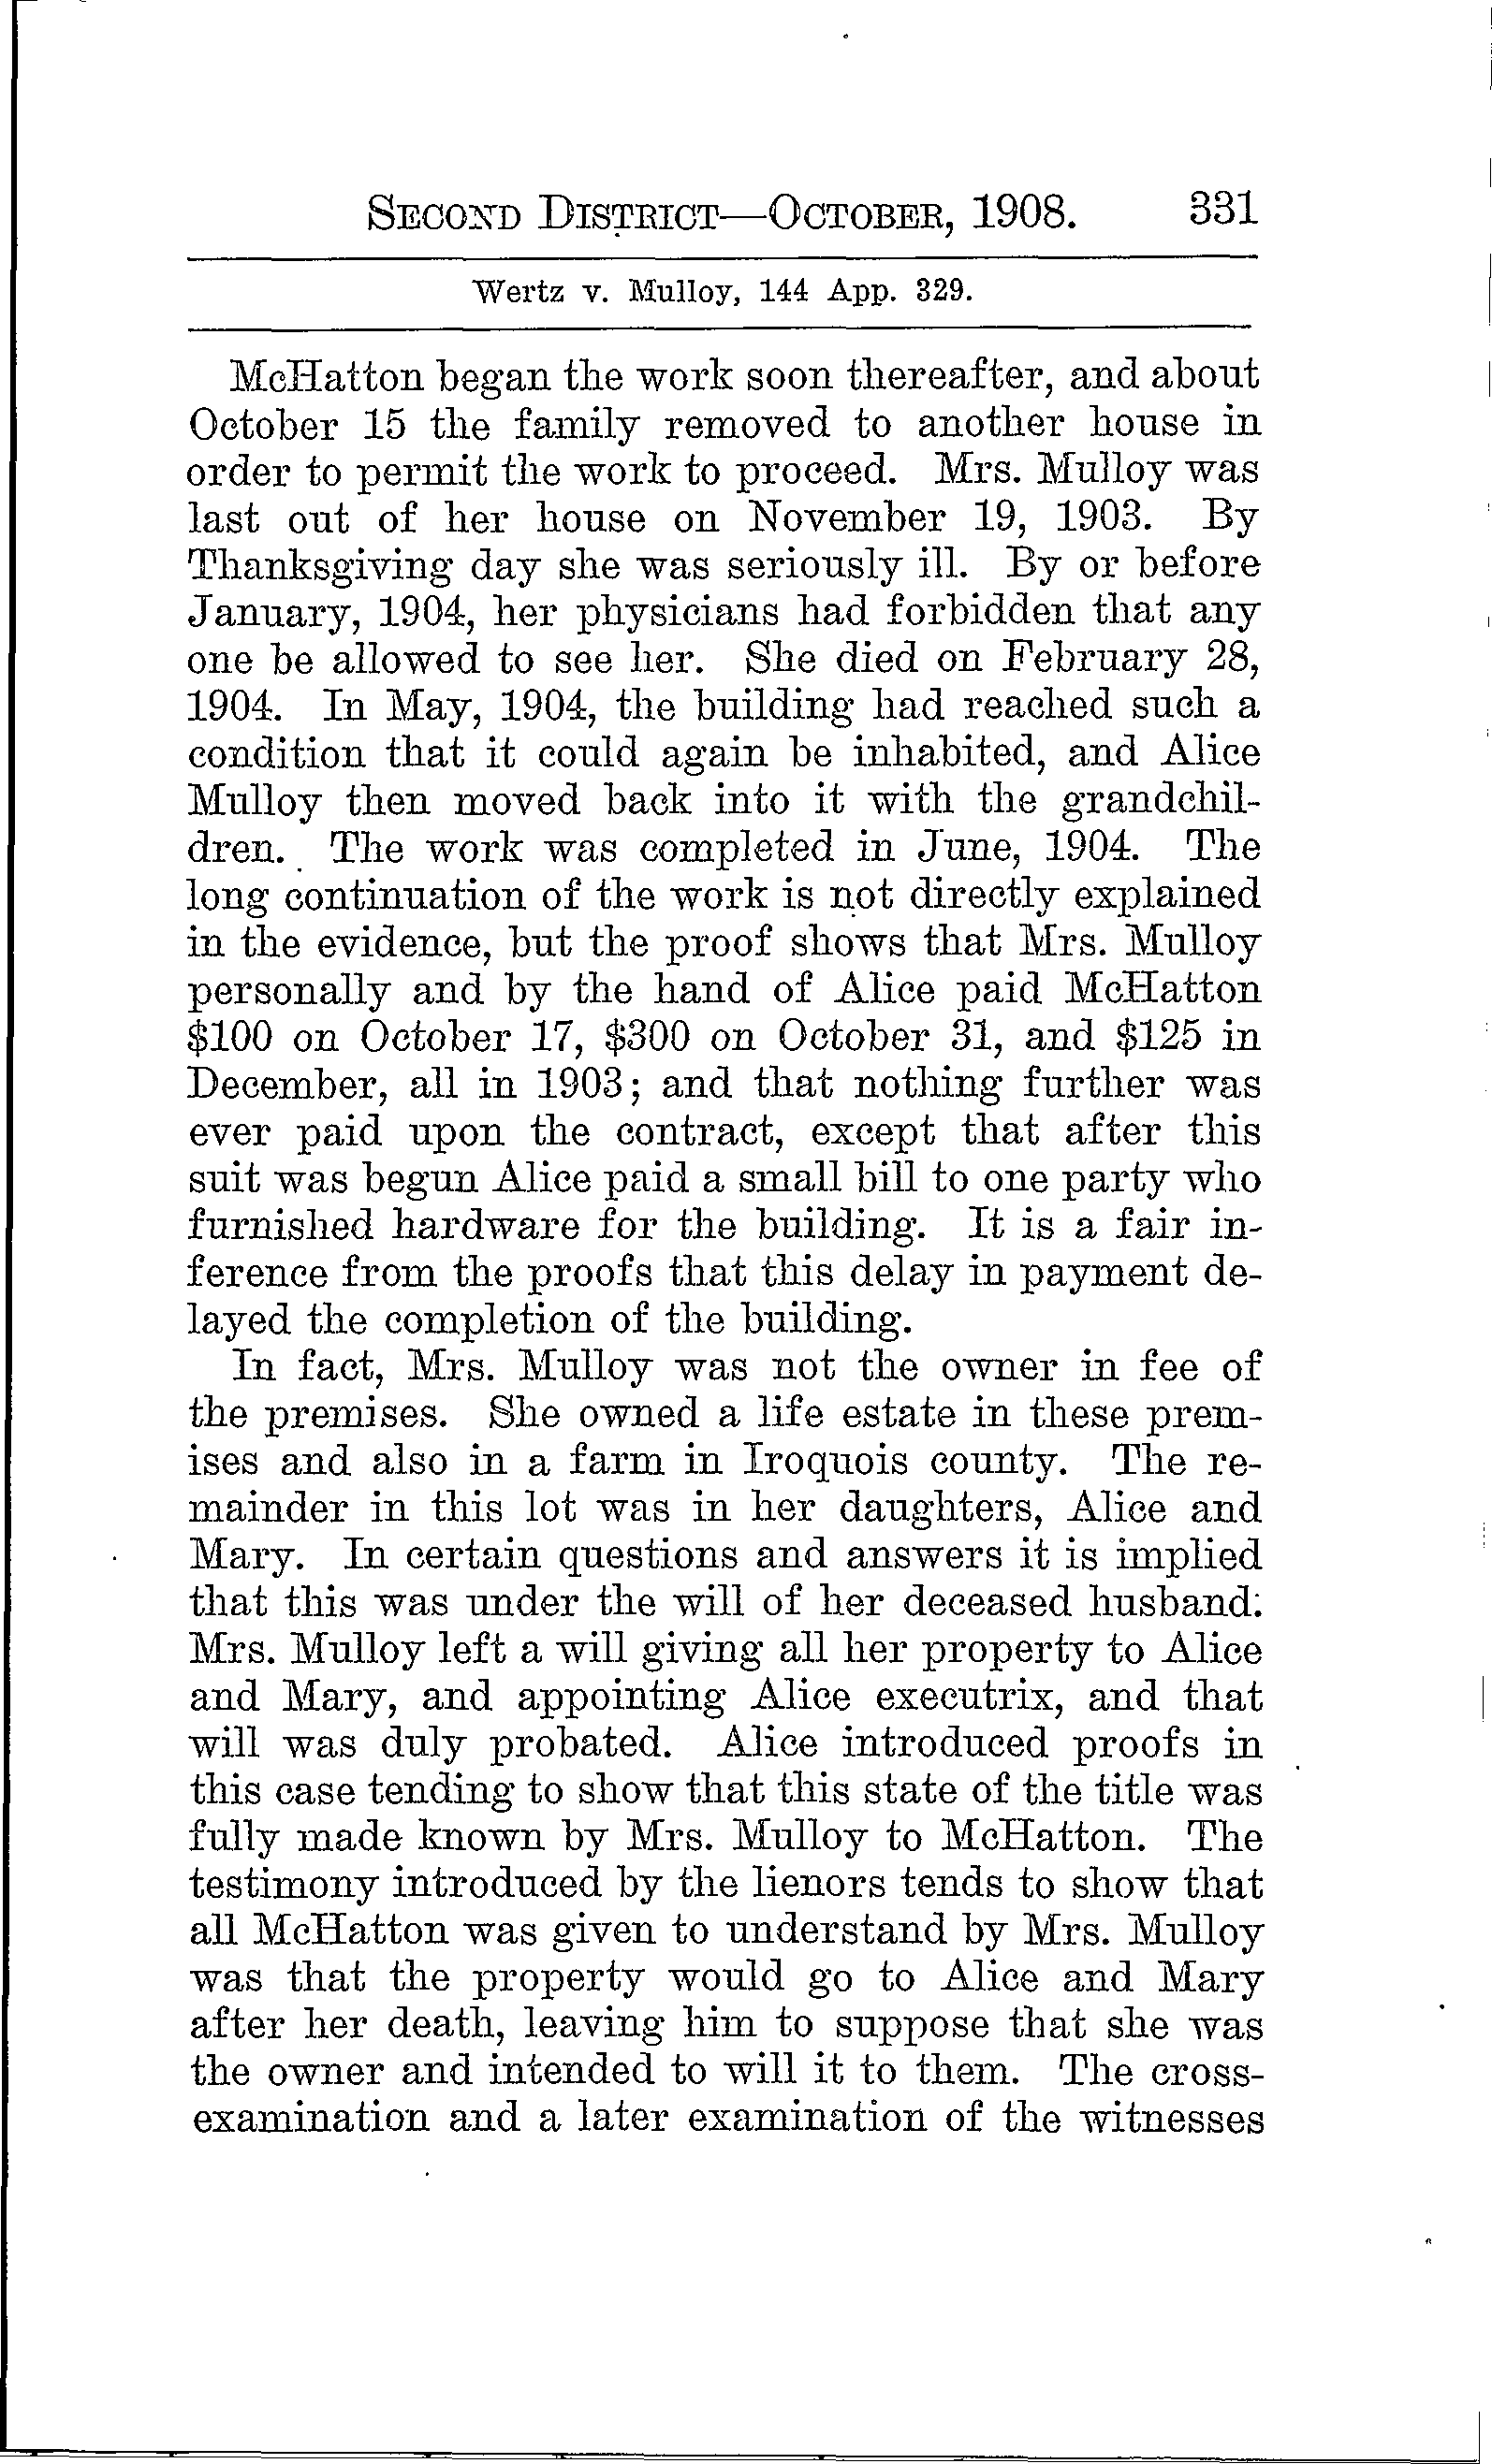 SECOND DISTRICT—OCTOBER, 1908. 331
Wertz v. Mulloy, 144 App. 329.
McHatton began the work soon thereafter, and about
October 15 the family removed to another house in
order to permit the work to proceed. Mrs. Mulloy was
last out of her house on November 19, 1903. By
Thanksgiving day she was seriously ill. By or before
January, 1904, her physicians had forbidden that any
one be allowed to see her. She died on February 28,
1904. In May, 1904, the building had reached such a
condition that it could again be inhabited, and Alice
Mulloy then moved back into it with the grandchil-
dren. The work was completed in June, 1904. The
long continuation of the work is not directly explained
in the evidence, but the proof shows that Mrs. Mulloy
personally and by the hand of Alice paid McHatton
$100 on October 17, $300 on October 31, and $125 in
December, all in 1903; and that nothing further was
ever paid upon the contract, except that after this
suit was begun Alice paid a small bill to one party who
furnished hardware for the building. It is a fair in-
ference from the proofs that this delay in payment de-
layed the completion of the building.
In fact, Mrs. Mulloy was not the owner in fee of
the premises. She owned a life estate in these prem-
ises and also in a farm in Iroquois county. The re-
mainder in this lot was in her daughters, Alice and
Mary. In certain questions and answers it is implied
that this was under the will of her deceased husband.
Mrs. Mulloy left a will giving all her property to Alice
and Mary, and appointing Alice executrix, and that
will was duly probated. Alice introduced proofs in
this case tending to show that this state of the title was
fully made known by Mrs. Mulloy to McHatton. The
testimony introduced by the lienors tends to show that
all McHatton was given to understand by Mrs. Mulloy
was that the property would go to Alice and Mary
after her death, leaving him to suppose that she was
the owner and intended to will it to them. The cross-
examination and a later examination of the witnesses